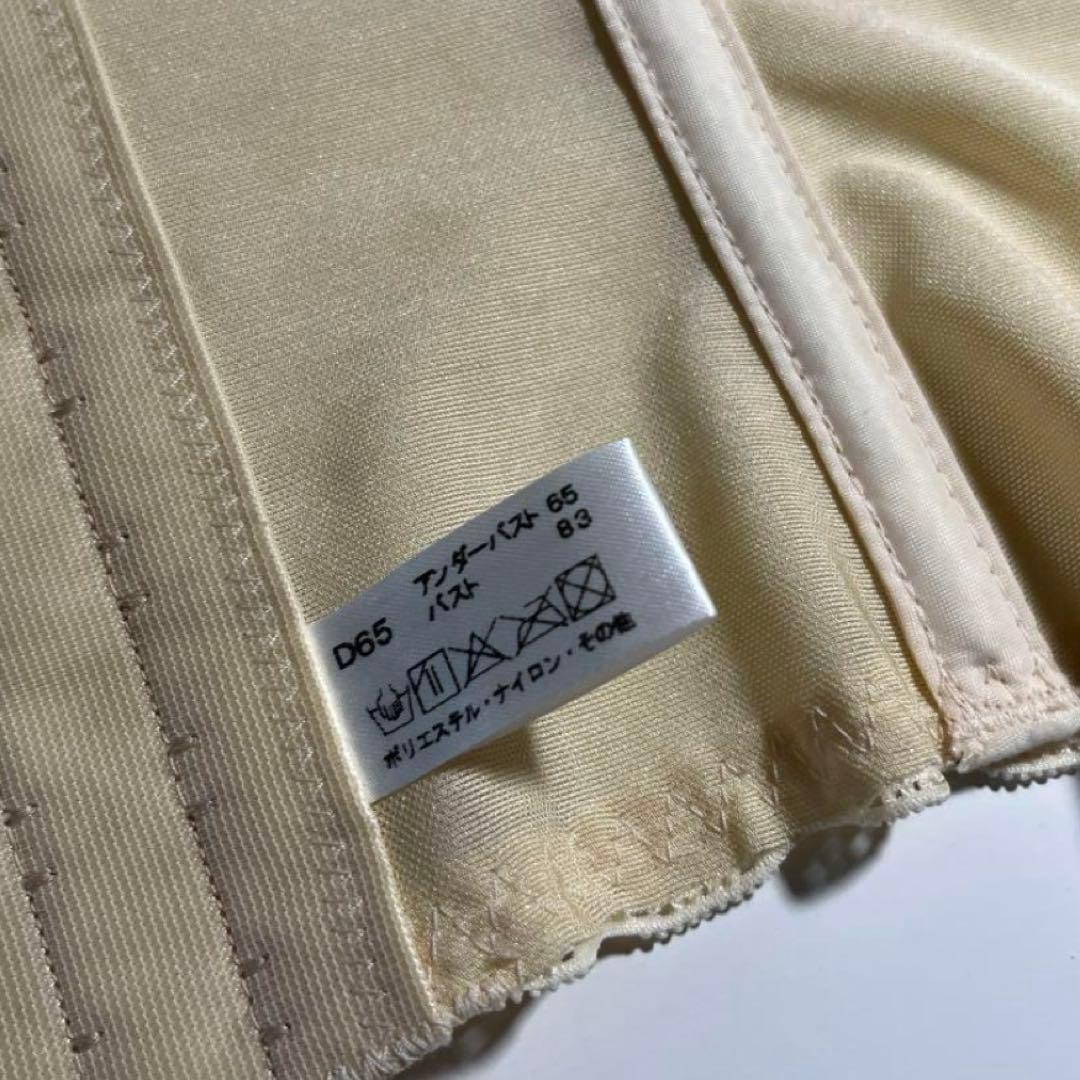 D65
アンダーバスト 65
バスト 83
ポリエステル・ナイロン・その他